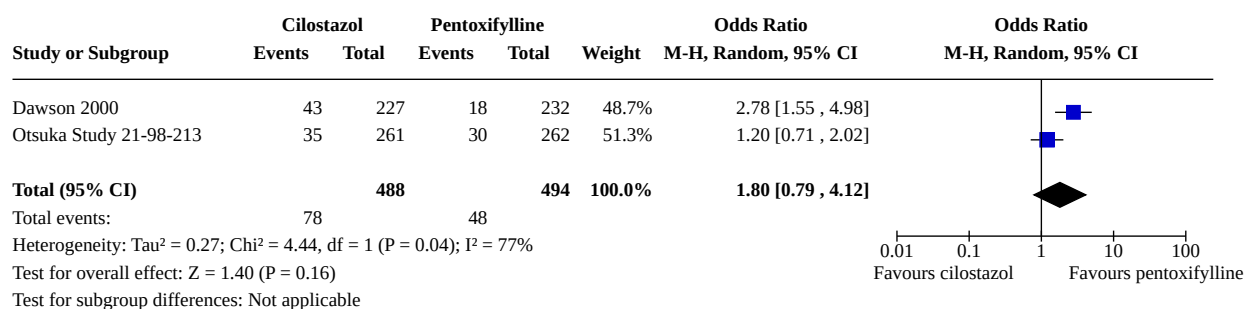 Cilostazol Pentoxifylline Odds Ratio Odds Ratio
Study or Subgroup Events Total Events Total Weight M-H, Random, 95% CI M-H, Random, 95% CI
Dawson 2000 43 227 18 232 48.7% 2.78 [1.55 , 4.98]
Otsuka Study 21-98-213 35 261 30 262 51.3% 1.20 [0.71 , 2.02]
Total (95% CI) 488 494 100.0% 1.80 [0.79 , 4.12]
Total events: 78 48
Heterogeneity: Tau² = 0.27; Chi² = 4.44, df = 1 (P = 0.04); I² = 77%
Test for overall effect: Z = 1.40 (P = 0.16)
Test for subgroup differences: Not applicable
0.01 0.1 1 10 100
Favours cilostazol Favours pentoxifylline